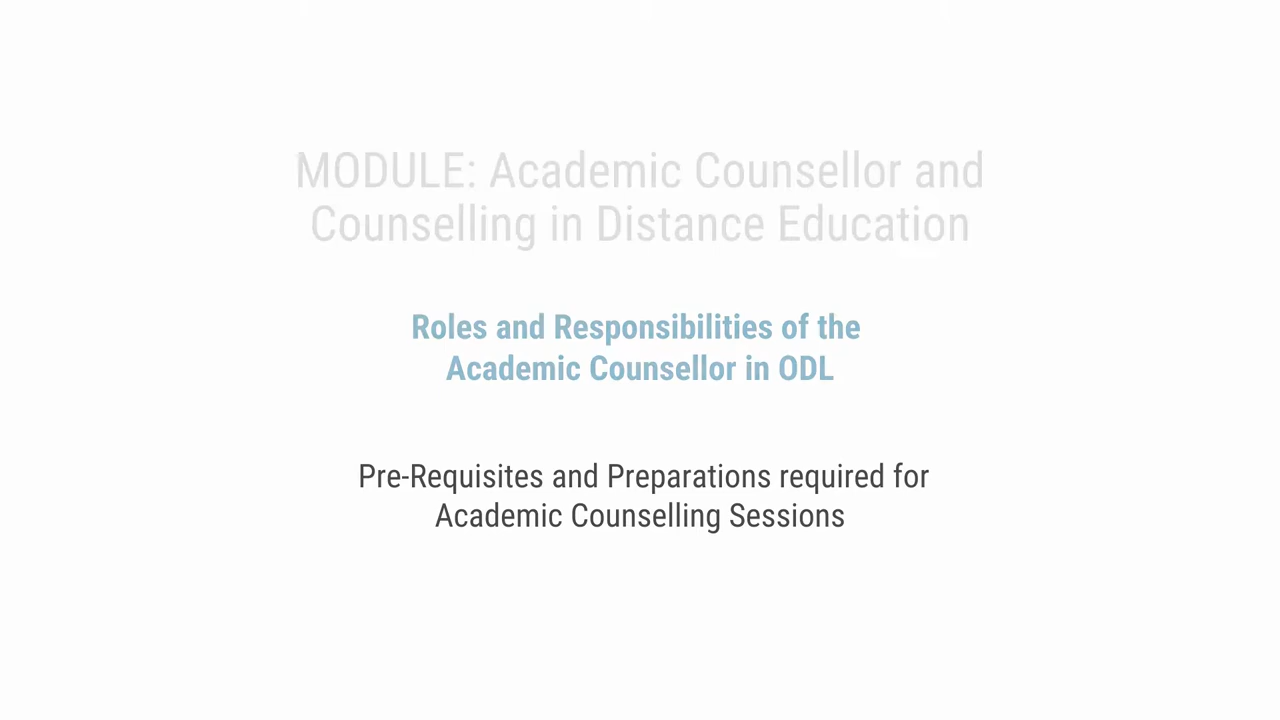 MODULE: Academic Counsellor and
Counselling in Distance Education
Roles and Responsibilities of the
Academic Counsellor in ODL
Pre-Requisites and Preparations required for
Academic Counselling Sessions